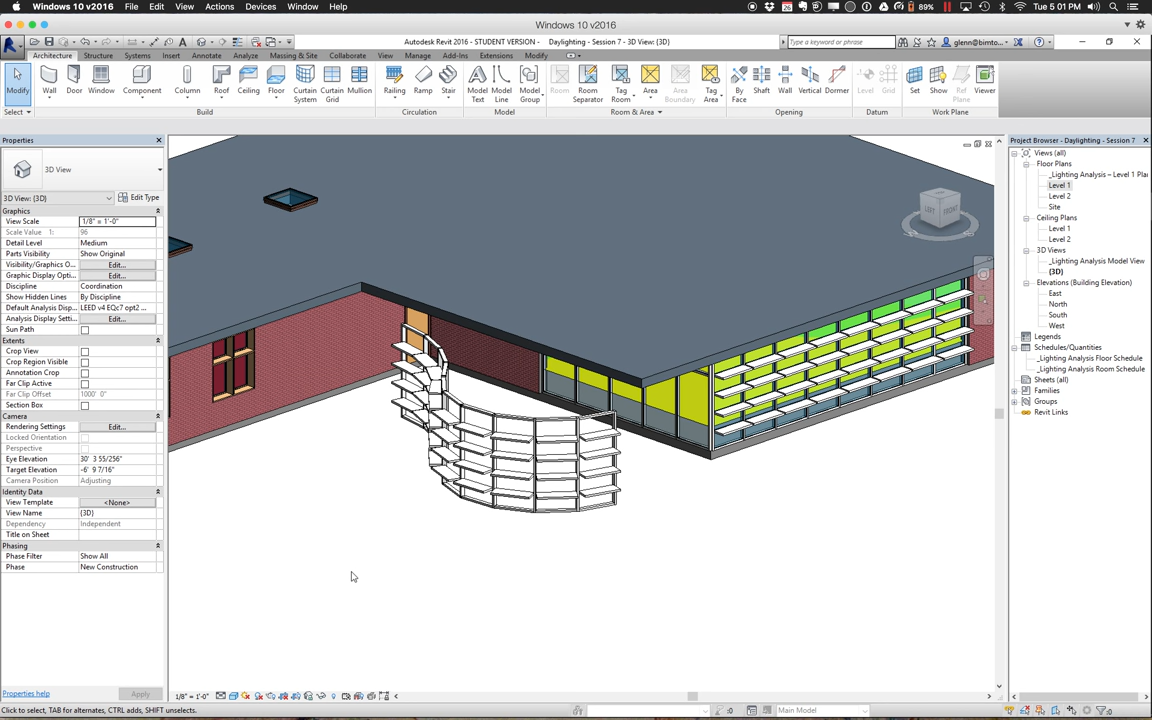 Windows 10 v2016 File Edit View Actions Devices Window Help 26 89% Tue 5 01 PM
Windows 10 v2016
Autodesk Revit 2016 - STUDENT VERSION - Daylighting - Session 7 - 3D View: {3D} Type a keyword or phrase glenn@bimto...
Architecture Structure Systems Insert Annotate Analyze Massing & Site Collaborate View Manage Add-Ins Extensions Modify
Modify Wall Door Window Component Column Roof Ceiling Floor Curtain System Curtain Grid Mullion Railing Ramp Stair Model Text Model Line Model Group Room Room Separator Tag Room Area Area Boundary Tag Area By Face Shaft Wall Vertical Dormer Level Grid Set Show Ref Plane Viewer
Select Build Circulation Model Room & Area Opening Datum Work Plane
Properties
3D View
3D View: {3D} Edit Type
Graphics
View Scale 1/8" = 1'-0"
Scale Value 1: 96
Detail Level Medium
Parts Visibility Show Original
Visibility/Graphics O... Edit...
Graphic Display Opti... Edit...
Discipline Coordination
Show Hidden Lines By Discipline
Default Analysis Disp... LEED v4 EQc7 opt2 ...
Analysis Display Setti... Edit...
Sun Path
Extents
Crop View
Crop Region Visible
Annotation Crop
Far Clip Active
Far Clip Offset 1000' 0"
Section Box
Camera
Rendering Settings Edit...
Locked Orientation
Perspective
Eye Elevation 30' 3 55/256"
Target Elevation -6' 9 7/16"
Camera Position Adjusting
Identity Data
View Template <None>
View Name {3D}
Dependency Independent
Title on Sheet
Phasing
Phase Filter Show All
Phase New Construction
Properties help Apply
LEFT FRONT
Project Browser - Daylighting - Session 7
Views (all)
Floor Plans
_Lighting Analysis – Level 1 Pla
Level 1
Level 2
Site
Ceiling Plans
Level 1
Level 2
3D Views
_Lighting Analysis Model View
{3D}
Elevations (Building Elevation)
East
North
South
West
Legends
Schedules/Quantities
_Lighting Analysis Floor Schedule
_Lighting Analysis Room Schedule
Sheets (all)
Families
Groups
Revit Links
1/8" = 1'-0"
Click to select, TAB for alternates, CTRL adds, SHIFT unselects. :0 Main Model :0